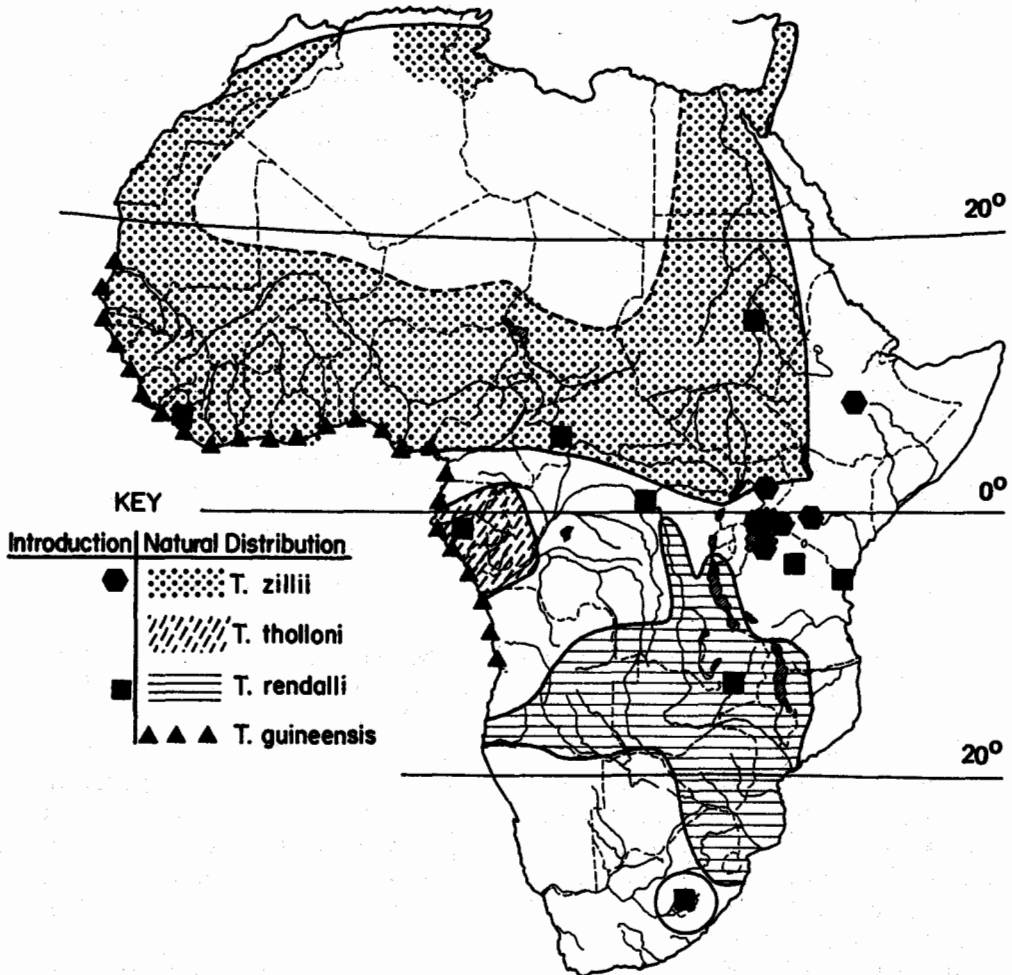 20°
0°
KEY
Introduction Natural Distribution
T. zillii
T. tholloni
T. rendalli
T. guineensis
20°